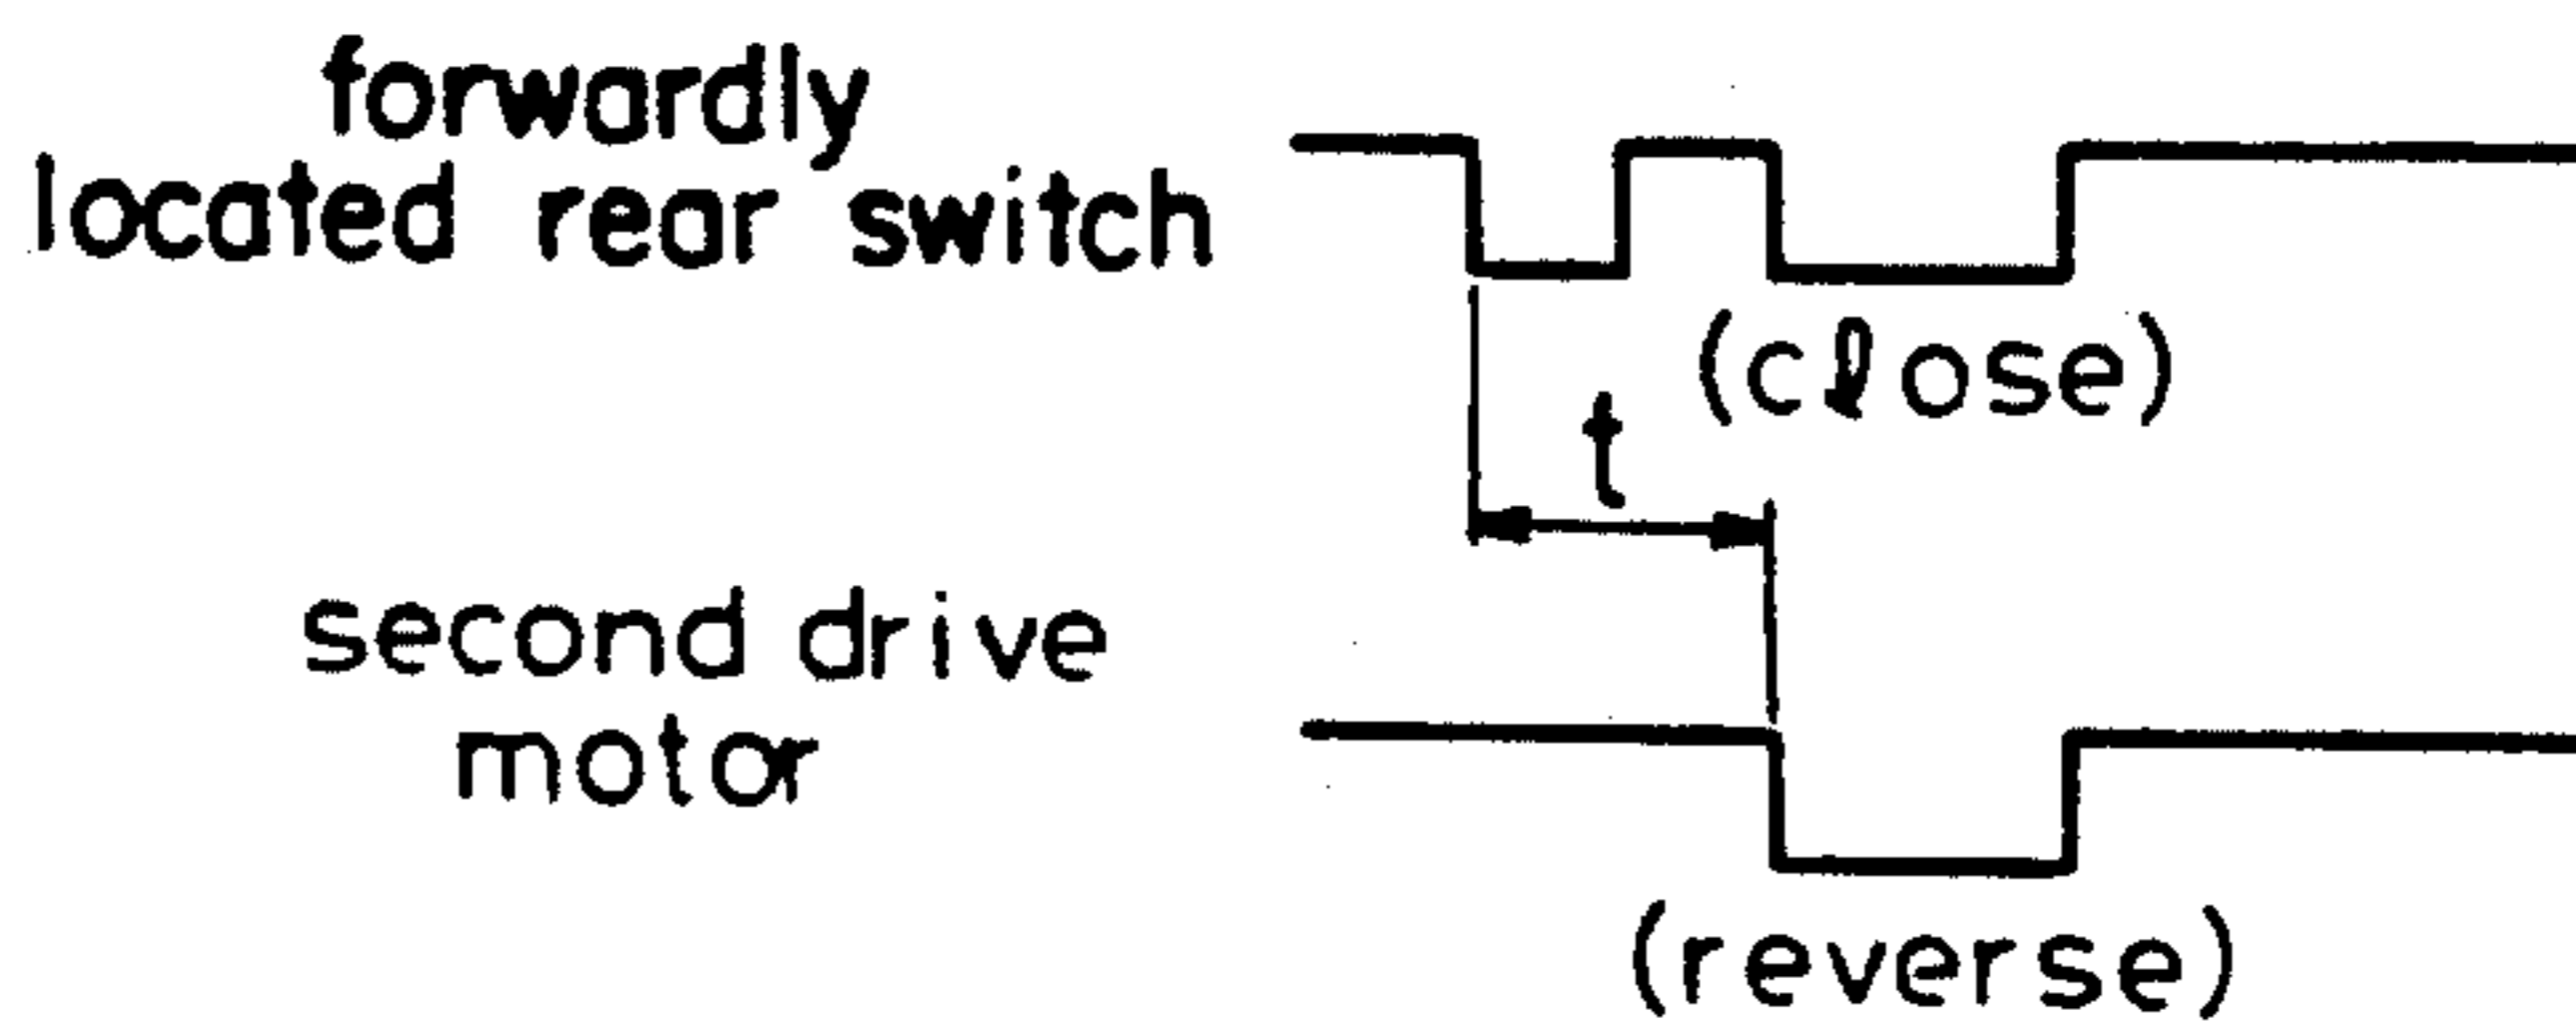 forwardly
located rear switch
(close)
t
second drive
motor
(reverse)